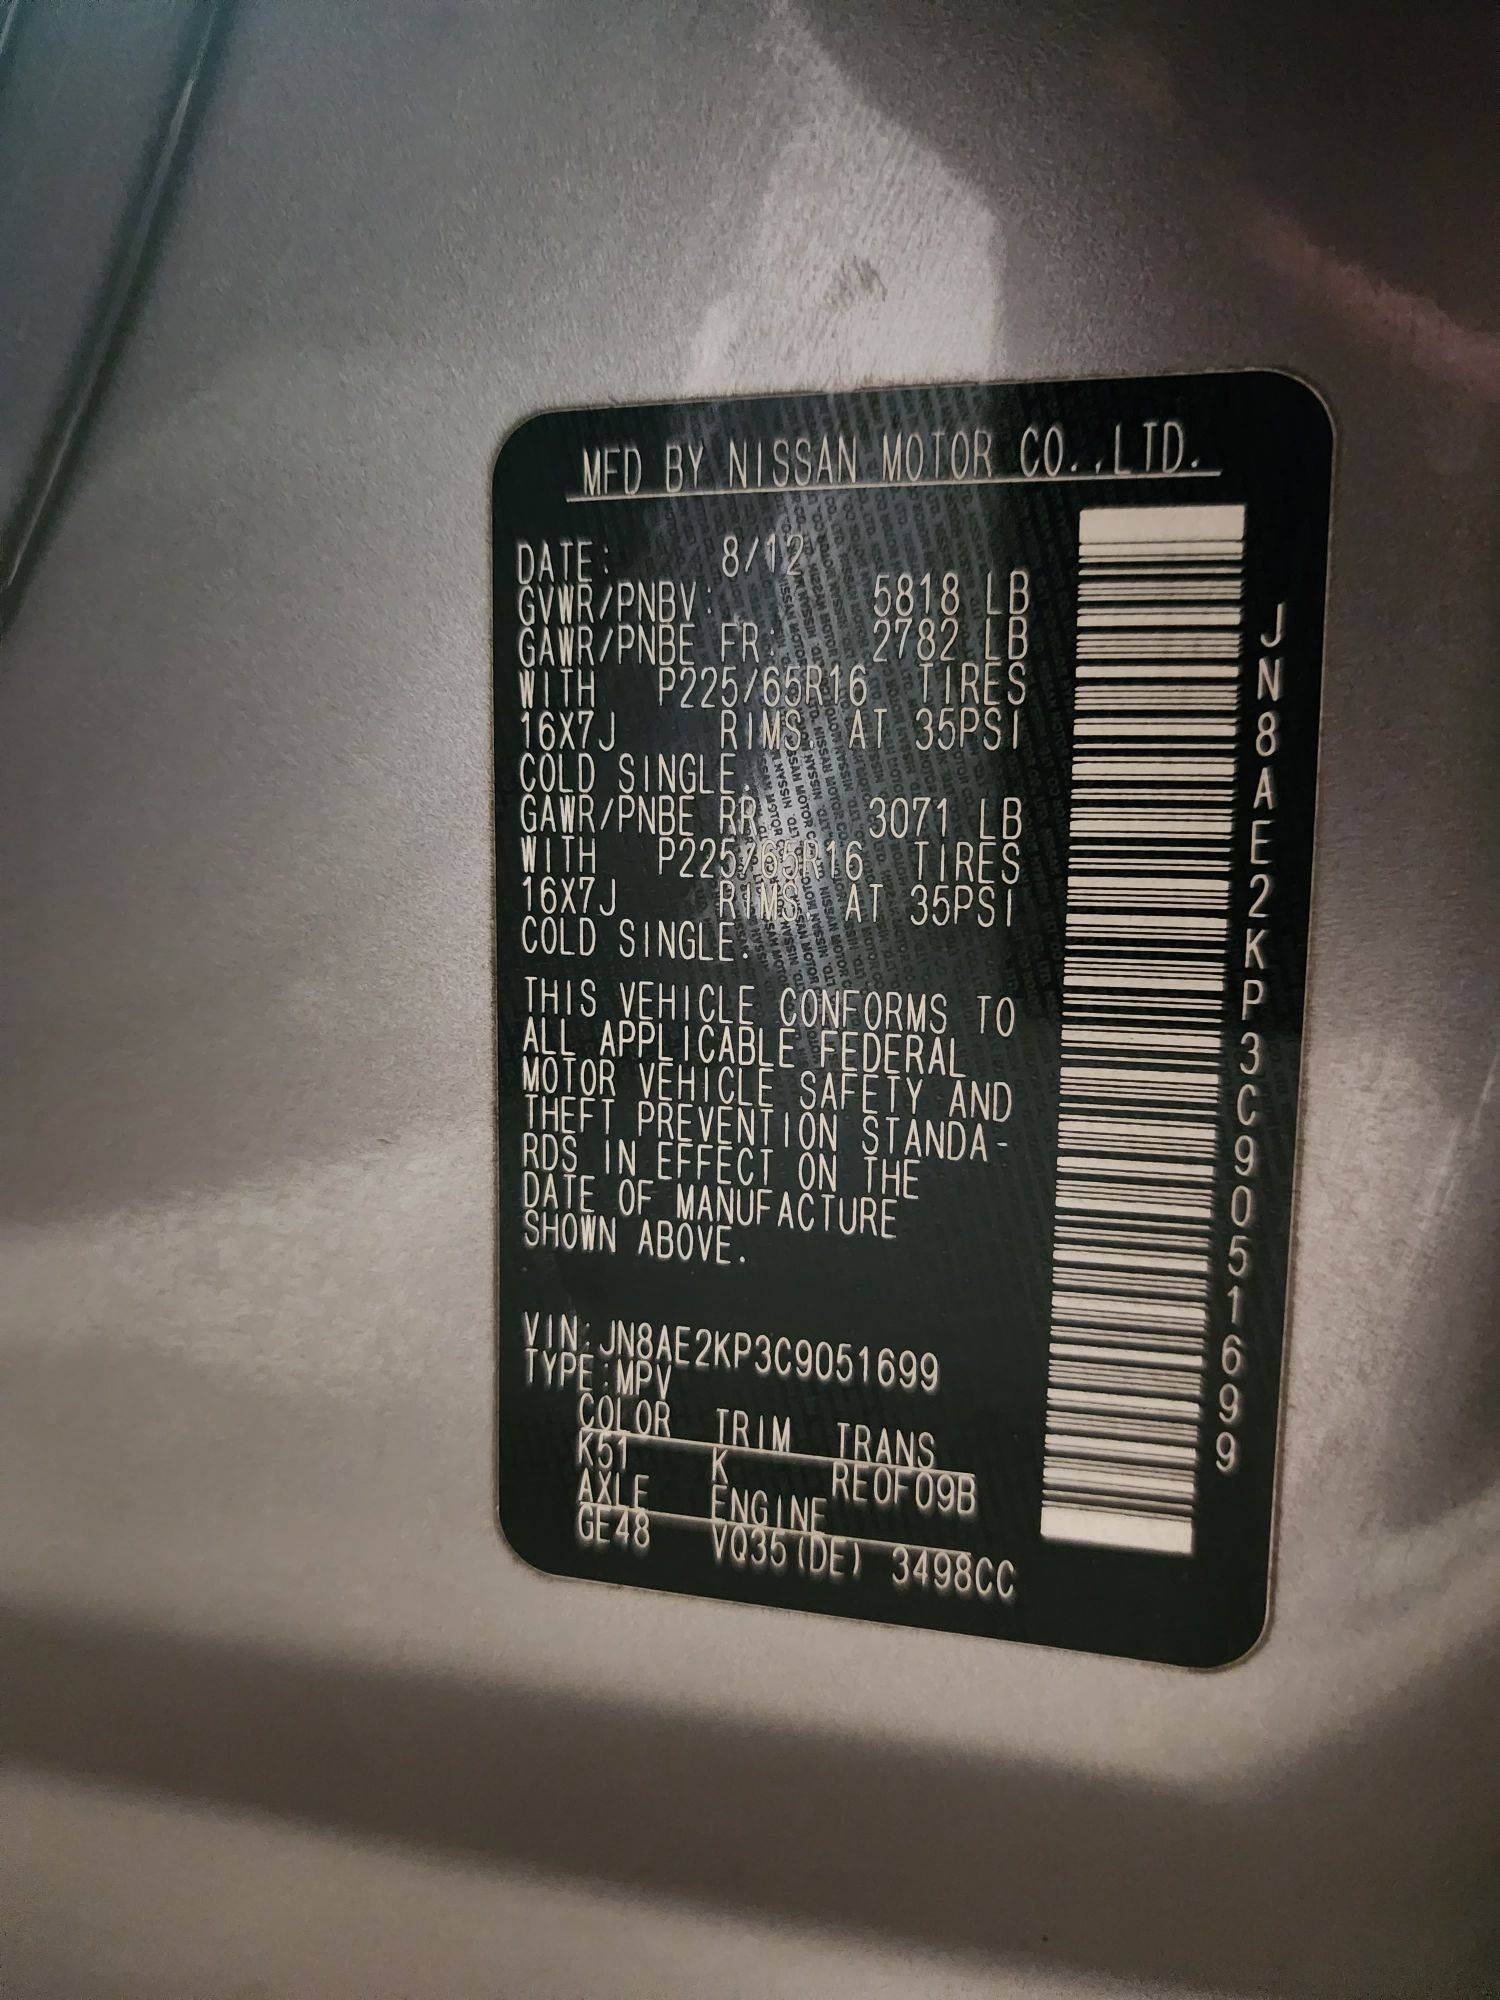 MFD BY NISSAN MOTOR CO.,LTD.
DATE: 8/12
GVWR/PNBV: 5818 LB
GAWR/PNBE FR: 2782 LB
WITH P225/65R16 TIRES
16X7J RIMS AT 35PSI
COLD SINGLE.
GAWR/PNBE RR: 3071 LB
WITH P225/65R16 TIRES
16X7J RIMS AT 35PSI
COLD SINGLE.
THIS VEHICLE CONFORMS TO
ALL APPLICABLE FEDERAL
MOTOR VEHICLE SAFETY AND
THEFT PREVENTION STANDA-
RDS IN EFFECT ON THE
DATE OF MANUFACTURE
SHOWN ABOVE.
VIN:JN8AE2KP3C9051699
TYPE:MPV
COLOR TRIM TRANS
K51 K RE0F09B
AXLE ENGINE
GE48 VQ35(DE) 3498CC
JN8AE2KP3C9051699